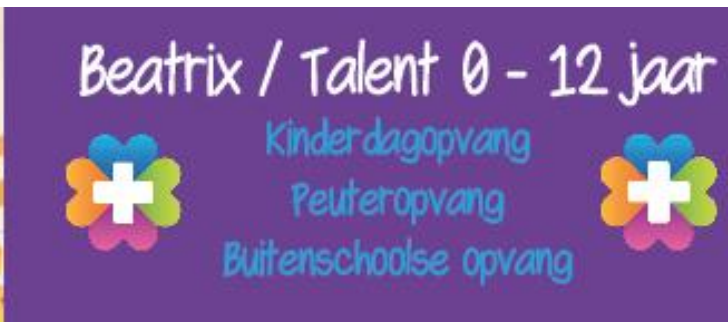 Beatrix / Talent 0 - 12 jaar
Kinderdagopvang
Peuteropvang
Buitenschoolse opvang